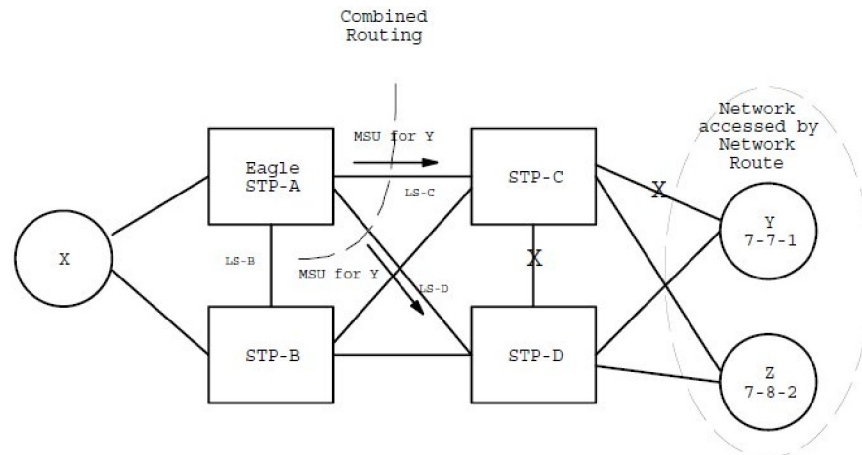 Combined
Routing
Network
accessed by
Network
Route
MSU for Y
Eagle
STP-A
STP-C
LS-C
X
Y
7-7-1
X
LS-B
MSU for Y
X
LS-D
STP-B
STP-D
Z
7-8-2